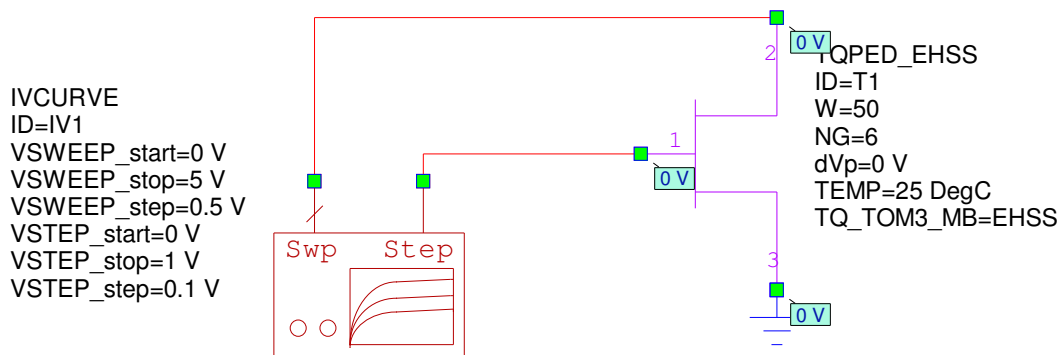 IVCURVE
ID=IV1
VSWEEP_start=0 V
VSWEEP_stop=5 V
VSWEEP_step=0.5 V
VSTEP_start=0 V
VSTEP_stop=1 V
VSTEP_step=0.1 V
Swp
Step
1
0 V
2
0 V
3
0 V
TQPED_EHSS
ID=T1
W=50
NG=6
dVp=0 V
TEMP=25 DegC
TQ_TOM3_MB=EHSS